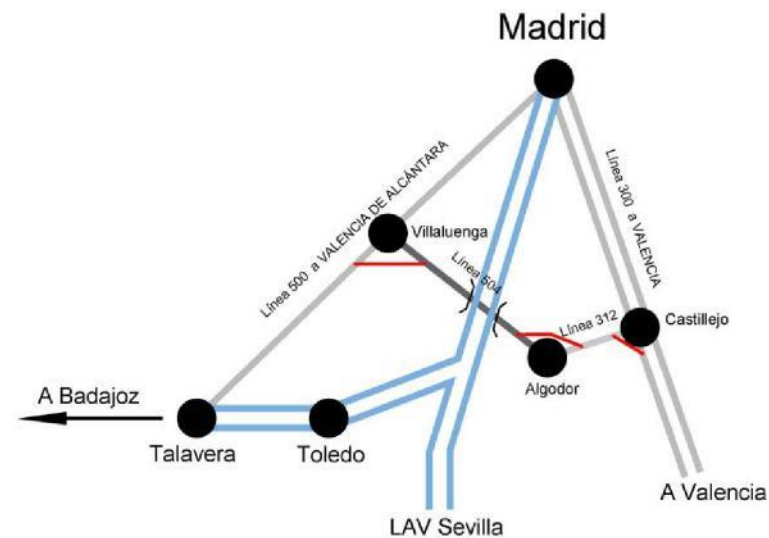 Madrid
Línea 500 a VALENCIA DE ALCÁNTARA
Línea 300 a VALENCIA
Villaluenga
Línea 504
Línea 312
Castillejo
Algodor
A Badajoz
Talavera
Toledo
A Valencia
LAV Sevilla